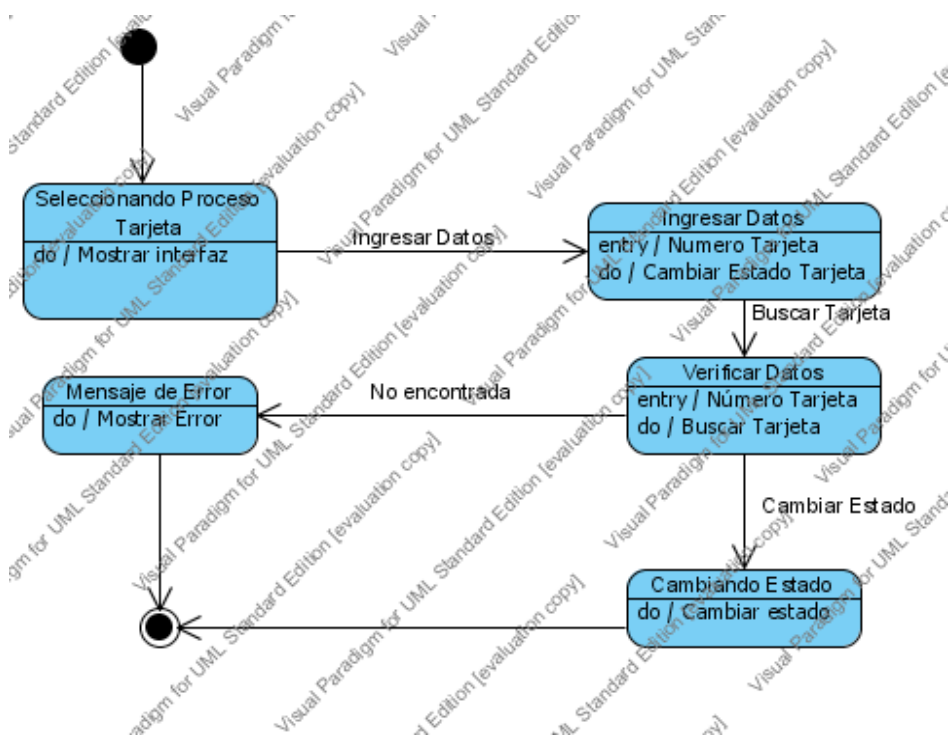 Seleccionando Proceso
Tarjeta
do / Mostrar interfaz
Ingresar Datos
Ingresar Datos
entry / Numero Tarjeta
do / Cambiar Estado Tarjeta
Buscar Tarjeta
Verificar Datos
entry / Número Tarjeta
do / Buscar Tarjeta
No encontrada
Mensaje de Error
do / Mostrar Error
Cambiar Estado
Cambiando Estado
do / Cambiar estado
Visual Paradigm for UML Standard Edition [evaluation copy]